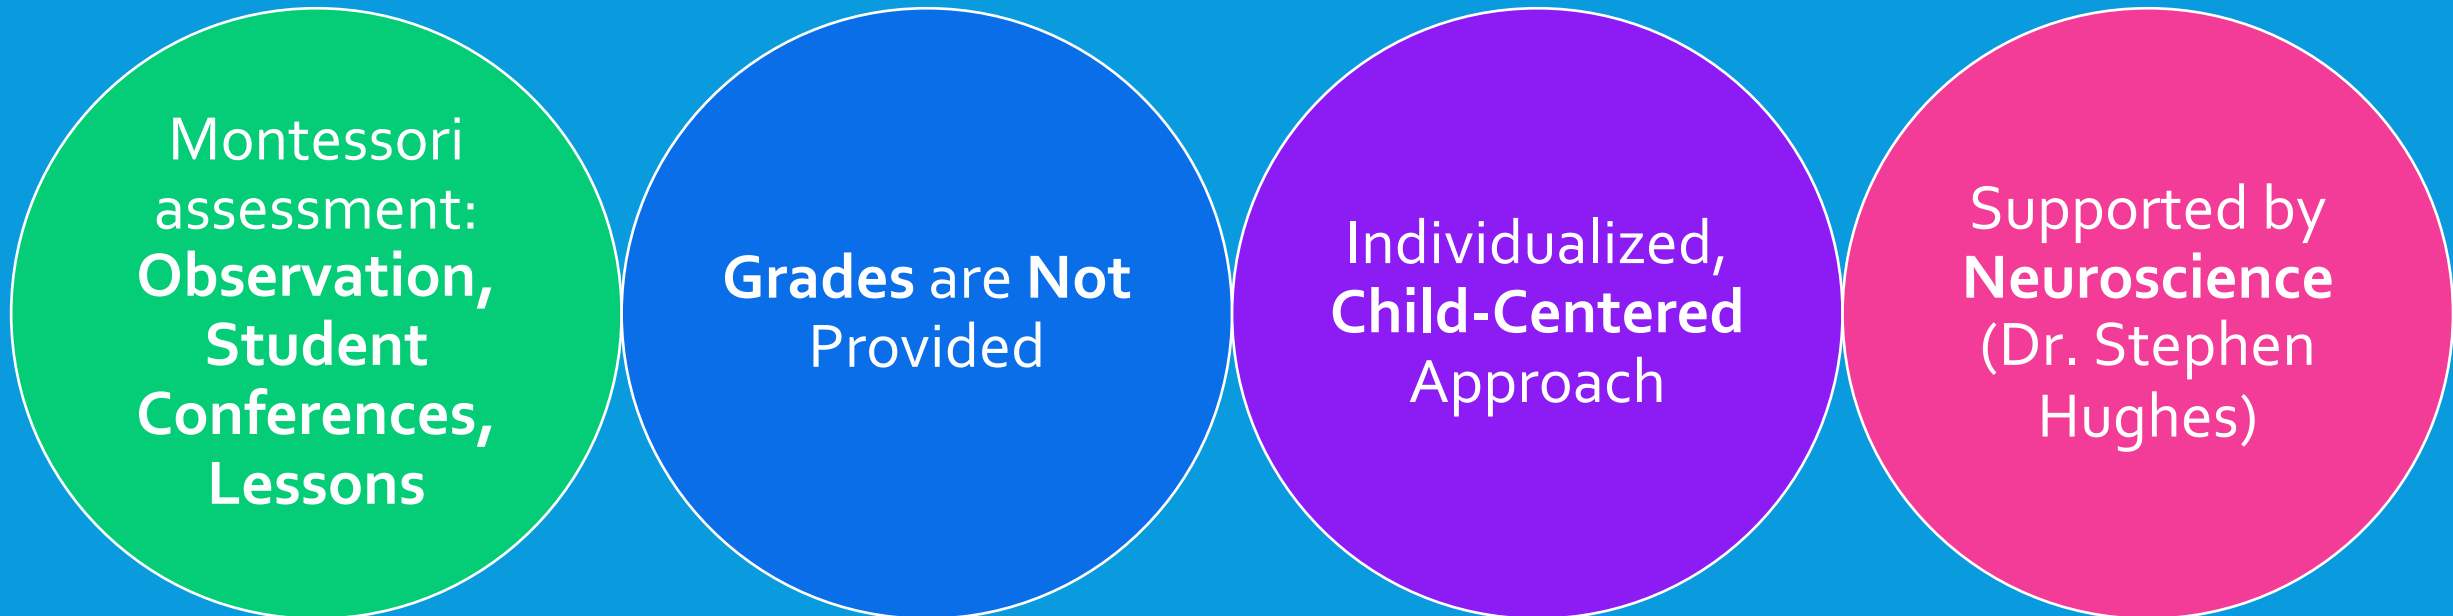 Montessori
assessment:
Observation,
Student
Conferences,
Lessons
Grades are Not
Provided
Individualized,
Child-Centered
Approach
Supported by
Neuroscience
(Dr. Stephen
Hughes)